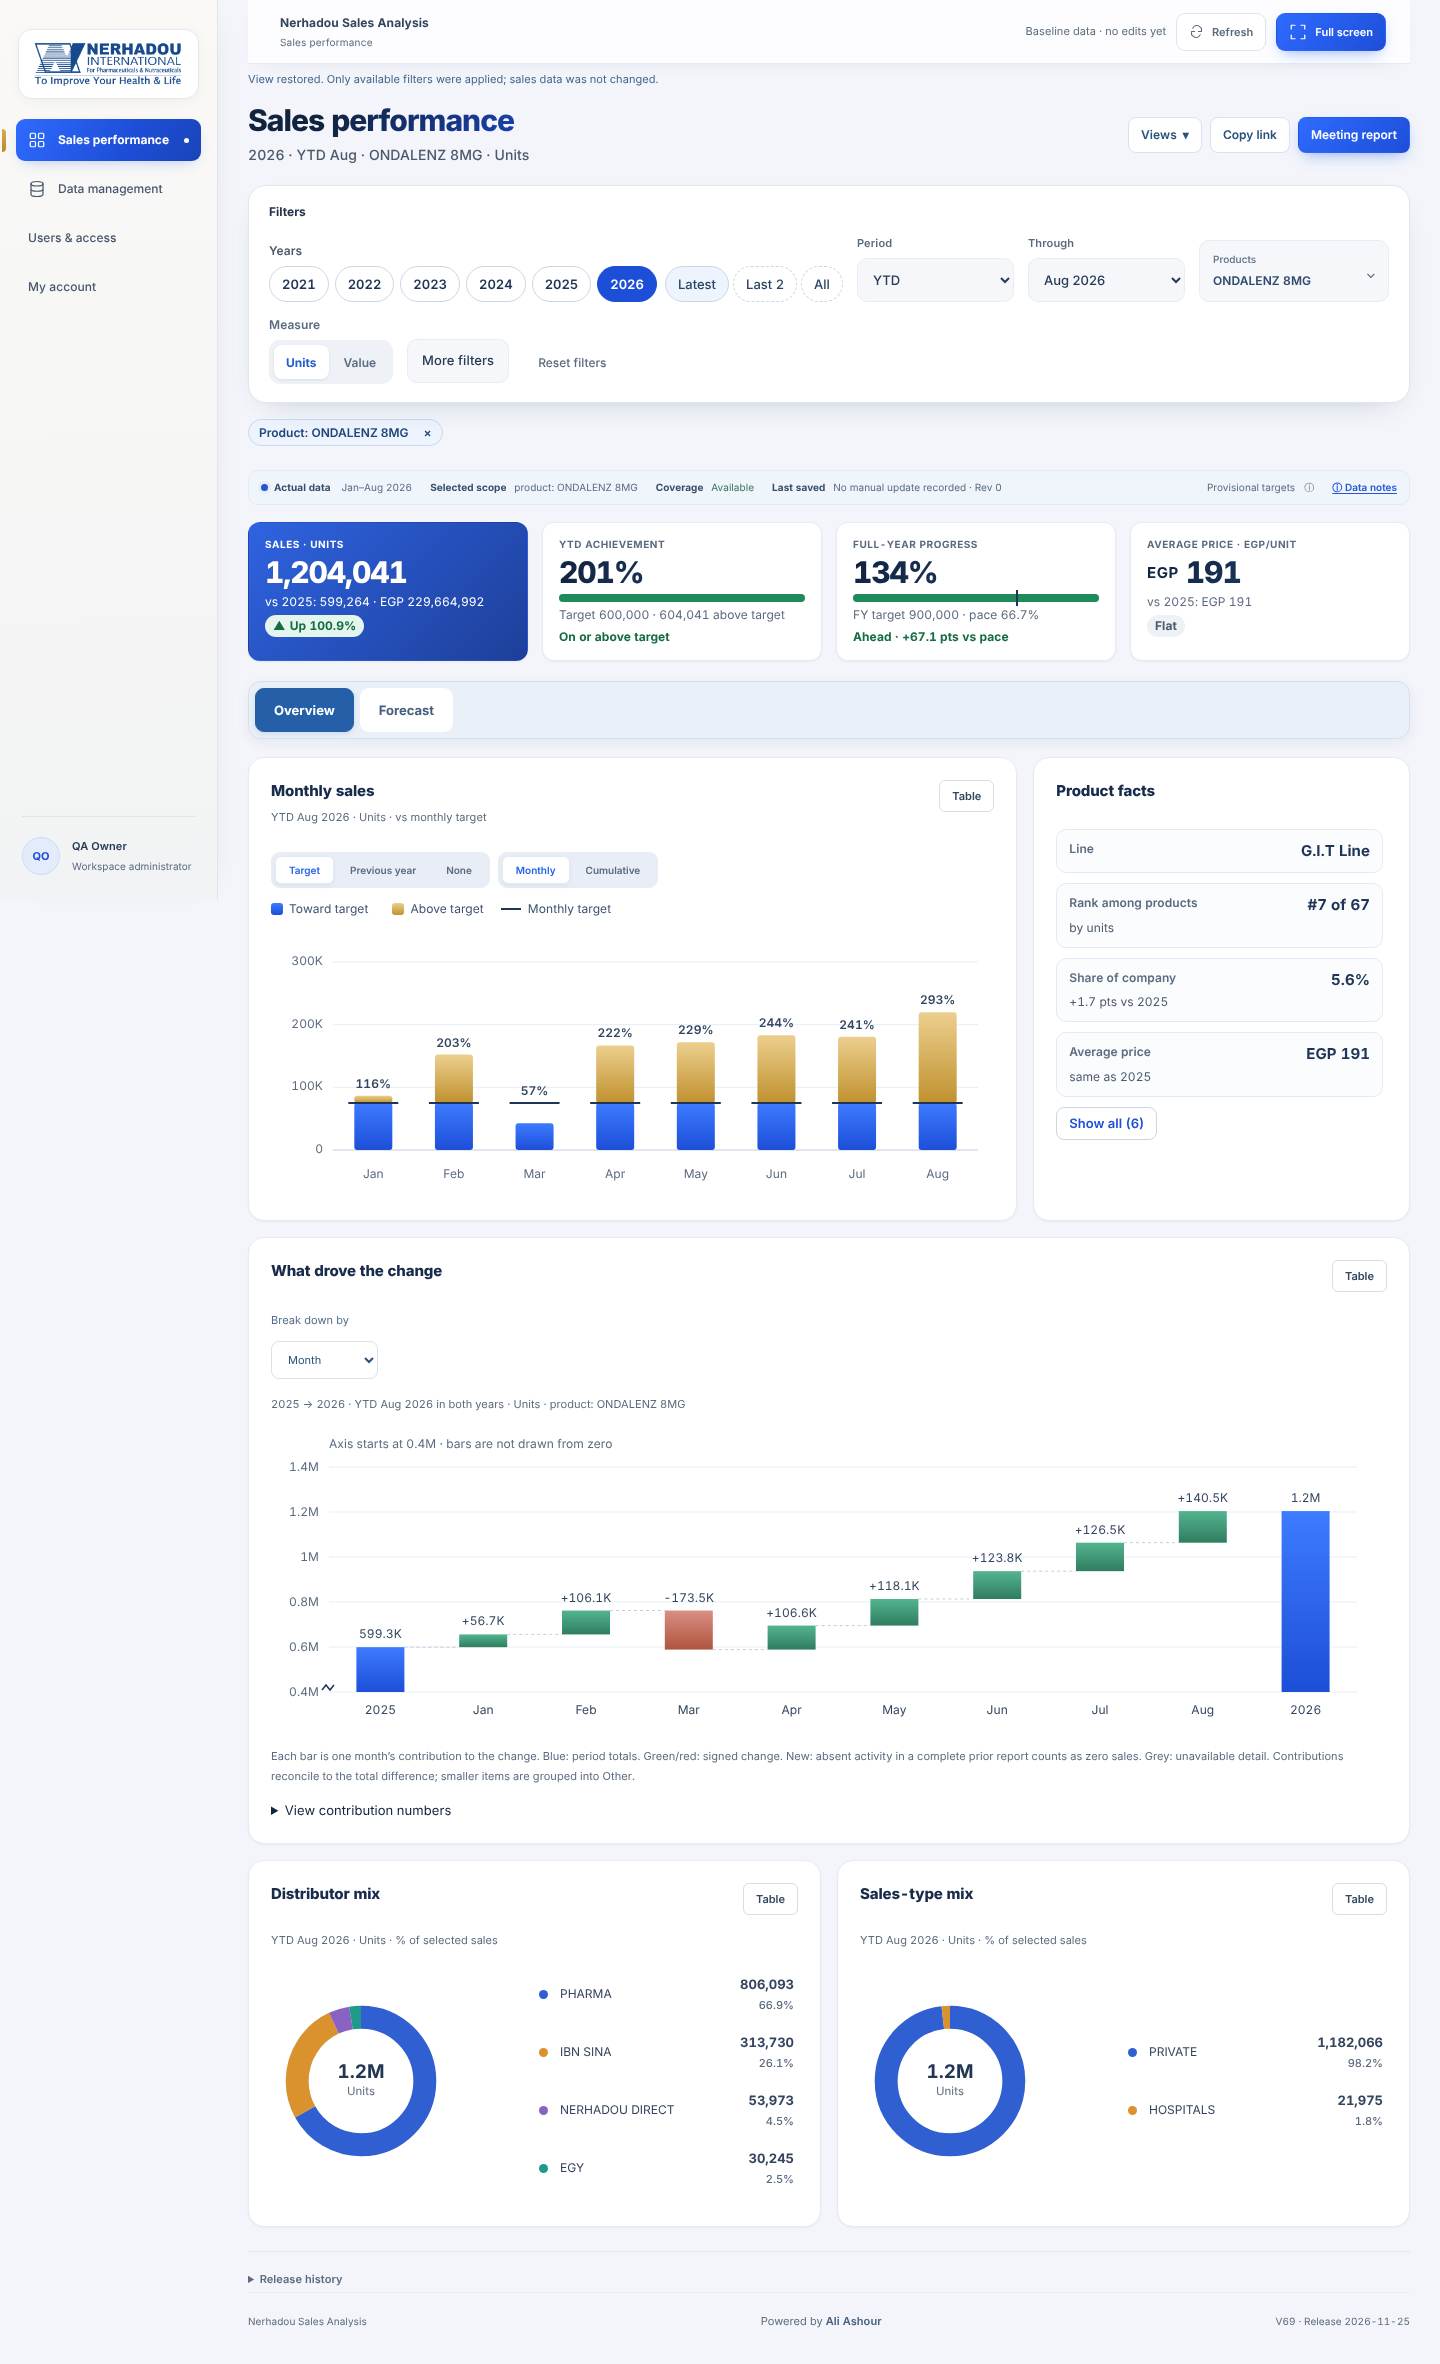 NERHADOU
INTERNATIONAL
For Pharmaceuticals & Nutraceuticals
To Improve Your Health & Life
Sales performance
Data management
Users & access
My account
QO
QA Owner
Workspace administrator
Nerhadou Sales Analysis
Sales performance
Baseline data · no edits yet
Refresh
Full screen
View restored. Only available filters were applied; sales data was not changed.
Sales performance
2026 · YTD Aug · ONDALENZ 8MG · Units
Views ▾
Copy link
Meeting report
Filters
Years
2021
2022
2023
2024
2025
2026
Latest
Last 2
All
Period
YTD
Through
Aug 2026
Products
ONDALENZ 8MG
Measure
Units
Value
More filters
Reset filters
Product: ONDALENZ 8MG ×
Actual data Jan–Aug 2026 Selected scope product: ONDALENZ 8MG Coverage Available Last saved No manual update recorded · Rev 0
Provisional targets ⓘ
ⓘ Data notes
SALES · UNITS
1,204,041
vs 2025: 599,264 · EGP 229,664,992
▲ Up 100.9%
YTD ACHIEVEMENT
201%
Target 600,000 · 604,041 above target
On or above target
FULL-YEAR PROGRESS
134%
FY target 900,000 · pace 66.7%
Ahead · +67.1 pts vs pace
AVERAGE PRICE · EGP/UNIT
EGP 191
vs 2025: EGP 191
Flat
Overview
Forecast
Monthly sales
YTD Aug 2026 · Units · vs monthly target
Table
Target
Previous year
None
Monthly
Cumulative
Toward target
Above target
Monthly target
300K
200K
100K
0
116%
203%
57%
222%
229%
244%
241%
293%
Jan
Feb
Mar
Apr
May
Jun
Jul
Aug
Product facts
Line
G.I.T Line
Rank among products
#7 of 67
by units
Share of company
5.6%
+1.7 pts vs 2025
Average price
EGP 191
same as 2025
Show all (6)
What drove the change
Table
Break down by
Month
2025 → 2026 · YTD Aug 2026 in both years · Units · product: ONDALENZ 8MG
Axis starts at 0.4M · bars are not drawn from zero
1.4M
1.2M
1M
0.8M
0.6M
0.4M
599.3K
+56.7K
+106.1K
-173.5K
+106.6K
+118.1K
+123.8K
+126.5K
+140.5K
1.2M
2025
Jan
Feb
Mar
Apr
May
Jun
Jul
Aug
2026
Each bar is one month's contribution to the change. Blue: period totals. Green/red: signed change. New: absent activity in a complete prior report counts as zero sales. Grey: unavailable detail. Contributions
reconcile to the total difference; smaller items are grouped into Other.
▶ View contribution numbers
Distributor mix
Table
YTD Aug 2026 · Units · % of selected sales
1.2M
Units
PHARMA
806,093
66.9%
IBN SINA
313,730
26.1%
NERHADOU DIRECT
53,973
4.5%
EGY
30,245
2.5%
Sales-type mix
Table
YTD Aug 2026 · Units · % of selected sales
1.2M
Units
PRIVATE
1,182,066
98.2%
HOSPITALS
21,975
1.8%
▶ Release history
Nerhadou Sales Analysis
Powered by Ali Ashour
V69 · Release 2026-11-25